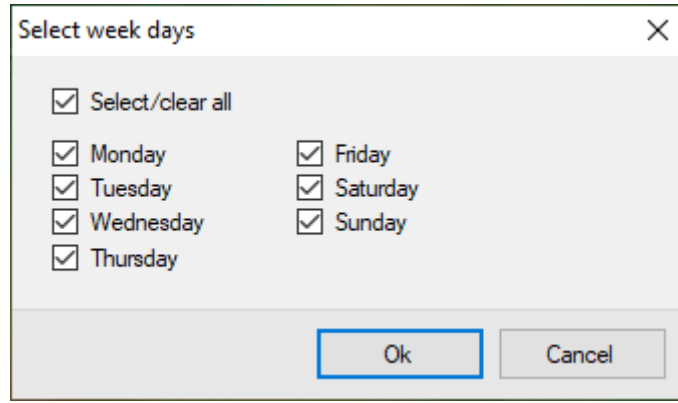 Select week days
Select/clear all
Monday
Tuesday
Wednesday
Thursday
Friday
Saturday
Sunday
Ok
Cancel